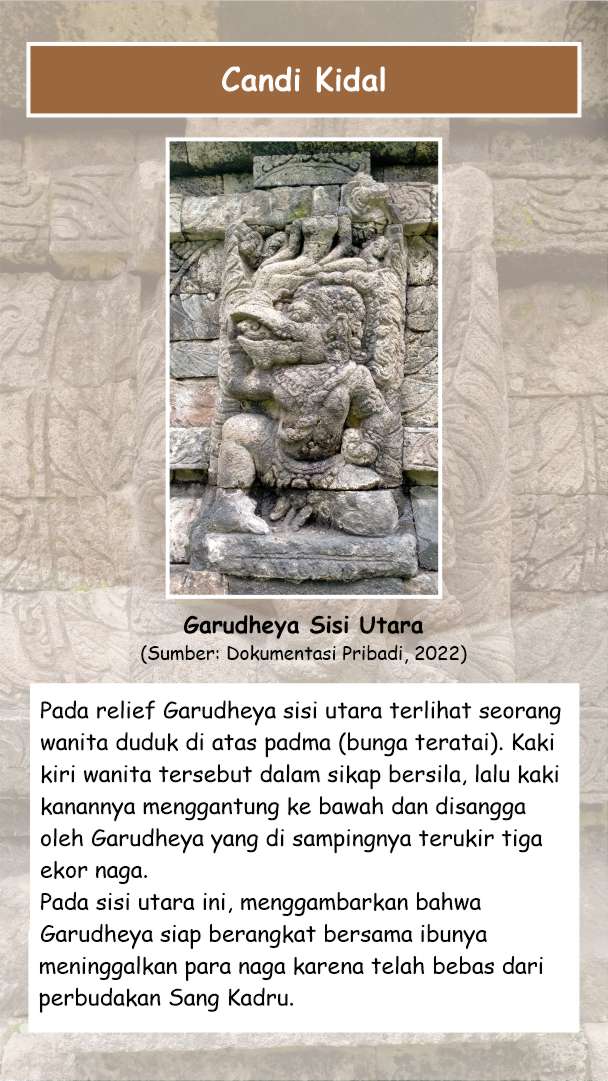 Candi Kidal
Garudheya Sisi Utara
(Sumber: Dokumentasi Pribadi, 2022)
Pada relief Garudheya sisi utara terlihat seorang
wanita duduk di atas padma (bunga teratai). Kaki
kiri wanita tersebut dalam sikap bersila, lalu kaki
kanannya menggantung ke bawah dan disangga
oleh Garudheya yang di sampingnya terukir tiga
ekor naga.
Pada sisi utara ini, menggambarkan bahwa
Garudheya siap berangkat bersama ibunya
meninggalkan para naga karena telah bebas dari
perbudakan Sang Kadru.